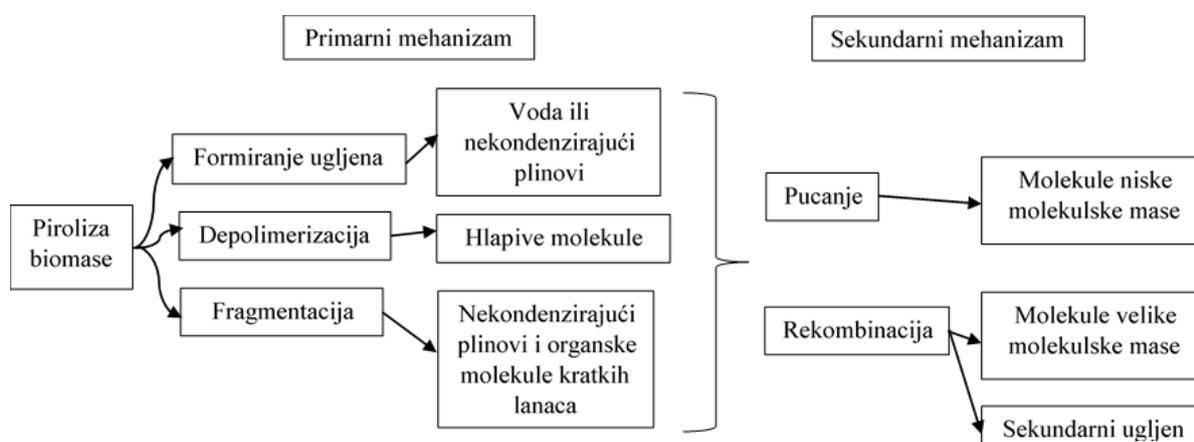 Primarni mehanizam
Sekundarni mehanizam
Piroliza
biomase
Formiranje ugljena
Voda ili
nekondenzirajući
plinovi
Depolimerizacija
Hlapive molekule
Fragmentacija
Nekondenzirajući
plinovi i organske
molekule kratkih
lanaca
Pucanje
Molekule niske
molekulske mase
Rekombinacija
Molekule velike
molekulske mase
Sekundarni ugljen